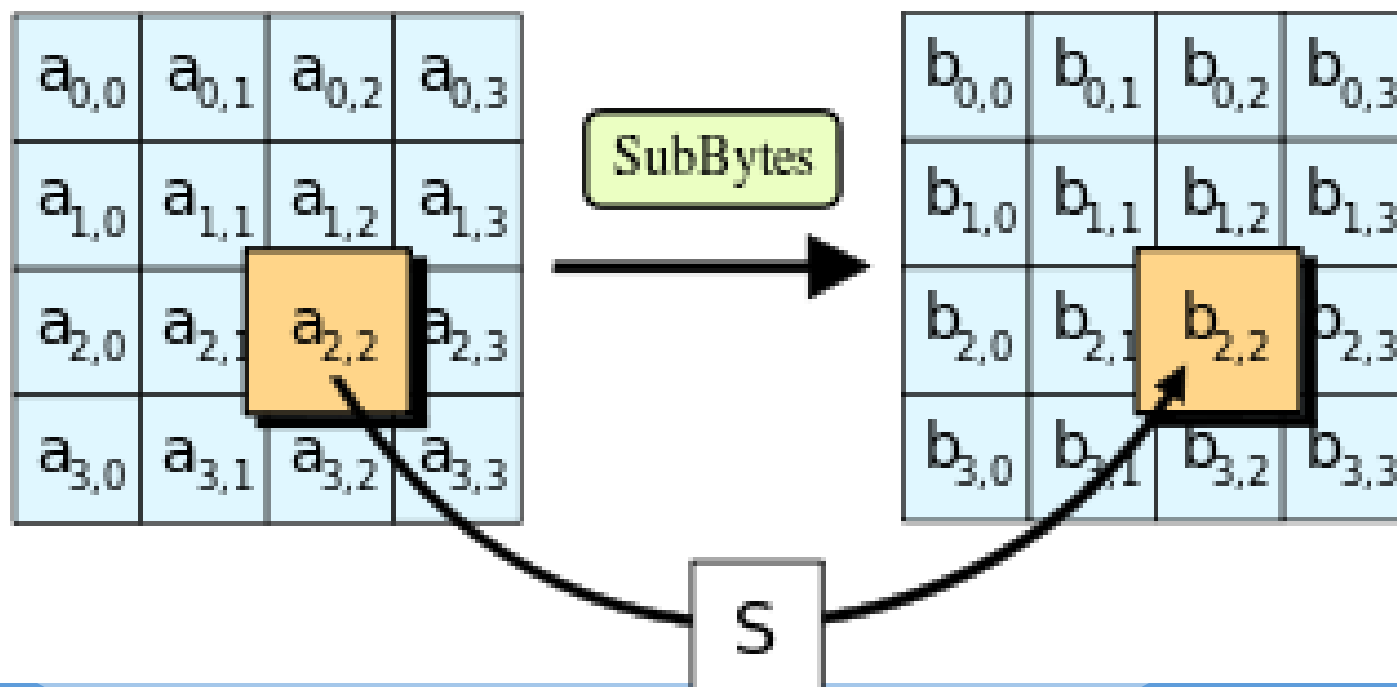 a0,0 a0,1 a0,2 a0,3
a1,0 a1,1 a1,2 a1,3
a2,0 a2,1 a2,2 a2,3
a3,0 a3,1 a3,2 a3,3
SubBytes
b0,0 b0,1 b0,2 b0,3
b1,0 b1,1 b1,2 b1,3
b2,0 b2,1 b2,2 b2,3
b3,0 b3,1 b3,2 b3,3
S